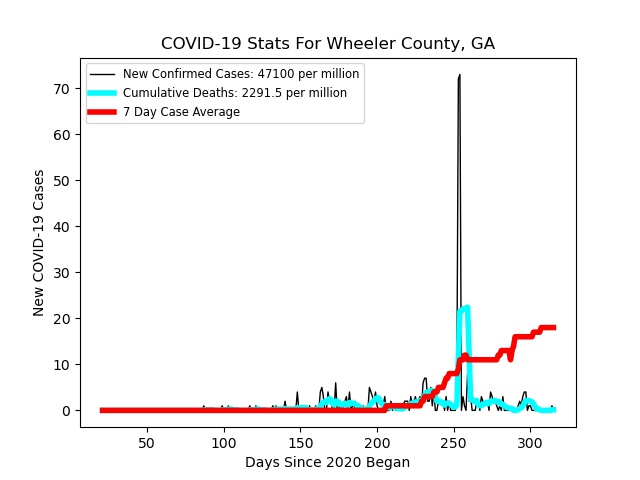 COVID-19 Stats For Wheeler County, GA
New Confirmed Cases: 47100 per million
Cumulative Deaths: 2291.5 per million
7 Day Case Average
New COVID-19 Cases
70
60
50
40
30
20
10
0
50 100 150 200 250 300
Days Since 2020 Began